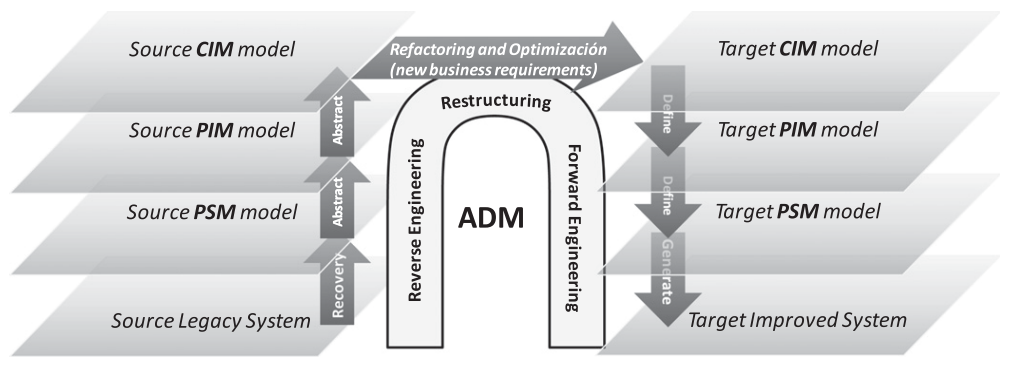 Source CIM model
Refactoring and Optimización
(new business requirements)
Target CIM model
Abstract
Restructuring
Define
Source PIM model
Target PIM model
Abstract
Reverse Engineering
ADM
Forward Engineering
Define
Source PSM model
Target PSM model
Recovery
Generate
Source Legacy System
Target Improved System